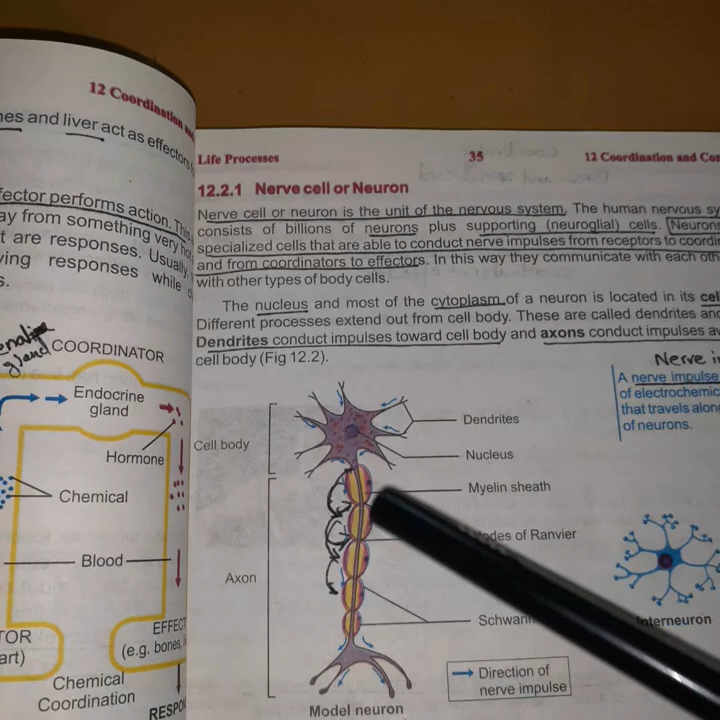 12 Coordination
and liver act as effectors
fector performs action. This
ay from something very
t are responses. Usually
ving responses while
s.
gland
COORDINATOR
Endocrine
gland
Hormone
Chemical
Blood
EFFECT
(e.g. bones,
TOR
art)
Chemical
Coordination
RESPO
Life Processes 35 12 Coordination and Con
12.2.1 Nerve cell or Neuron
Nerve cell or neuron is the unit of the nervous system. The human nervous sy
consists of billions of neurons plus supporting (neuroglial) cells. Neurons
specialized cells that are able to conduct nerve impulses from receptors to coordi
and from coordinators to effectors. In this way they communicate with each oth
with other types of body cells.
The nucleus and most of the cytoplasm of a neuron is located in its cel
Different processes extend out from cell body. These are called dendrites and
Dendrites conduct impulses toward cell body and axons conduct impulses aw
cell body (Fig 12.2).
Nerve i
A nerve impulse
of electrochemic
that travels along
of neurons.
Dendrites
Cell body
Nucleus
Myelin sheath
odes of Ranvier
Axon
Schwann
Interneuron
Direction of
nerve impulse
Model neuron